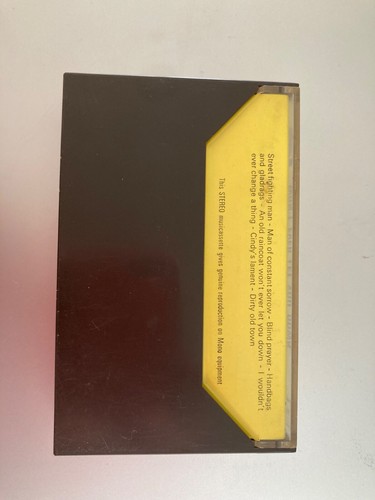 Street fighting man - Man of constant sorrow - Blind prayer - Handbags
and gladrags - An old raincoat won't ever let you down - I wouldn't
ever change a thing - Cindy's lament - Dirty old town
This STEREO musicassette gives genuine reproduction on Mono equipment